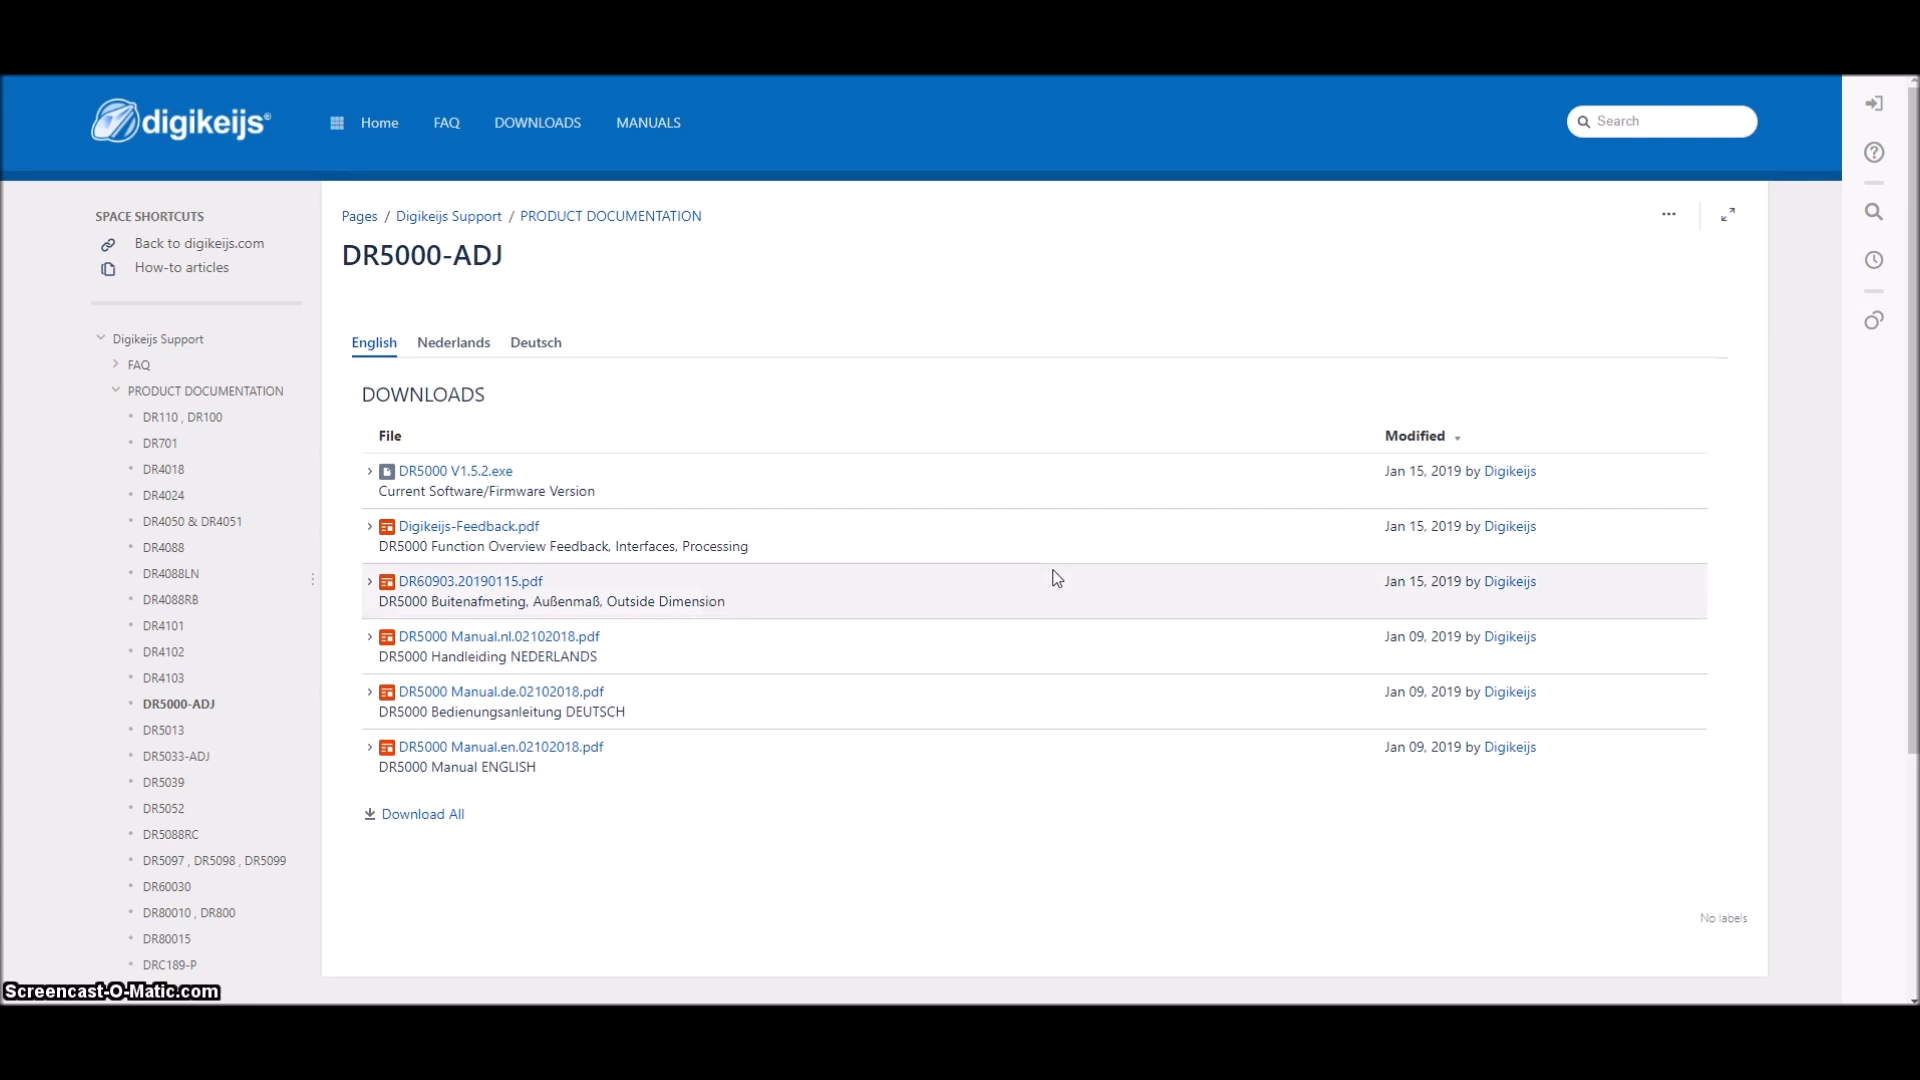 digikeijs®
Home FAQ DOWNLOADS MANUALS
Search
SPACE SHORTCUTS
Back to digikeijs.com
How-to articles
Digikeijs Support
FAQ
PRODUCT DOCUMENTATION
DR110 , DR100
DR701
DR4018
DR4024
DR4050 & DR4051
DR4088
DR4088LN
DR4088RB
DR4101
DR4102
DR4103
DR5000-ADJ
DR5013
DR5033-ADJ
DR5039
DR5052
DR5088RC
DR5097 , DR5098 , DR5099
DR60030
DR80010 , DR800
DR80015
DRC189-P
Pages / Digikeijs Support / PRODUCT DOCUMENTATION
DR5000-ADJ
English Nederlands Deutsch
DOWNLOADS
File Modified
DR5000 V1.5.2.exe Jan 15, 2019 by Digikeijs
Current Software/Firmware Version
Digikeijs-Feedback.pdf Jan 15, 2019 by Digikeijs
DR5000 Function Overview Feedback, Interfaces, Processing
DR60903.20190115.pdf Jan 15, 2019 by Digikeijs
DR5000 Buitenafmeting, Außenmaß, Outside Dimension
DR5000 Manual.nl.02102018.pdf Jan 09, 2019 by Digikeijs
DR5000 Handleiding NEDERLANDS
DR5000 Manual.de.02102018.pdf Jan 09, 2019 by Digikeijs
DR5000 Bedienungsanleitung DEUTSCH
DR5000 Manual.en.02102018.pdf Jan 09, 2019 by Digikeijs
DR5000 Manual ENGLISH
Download All
No labels
Screencast-O-Matic.com